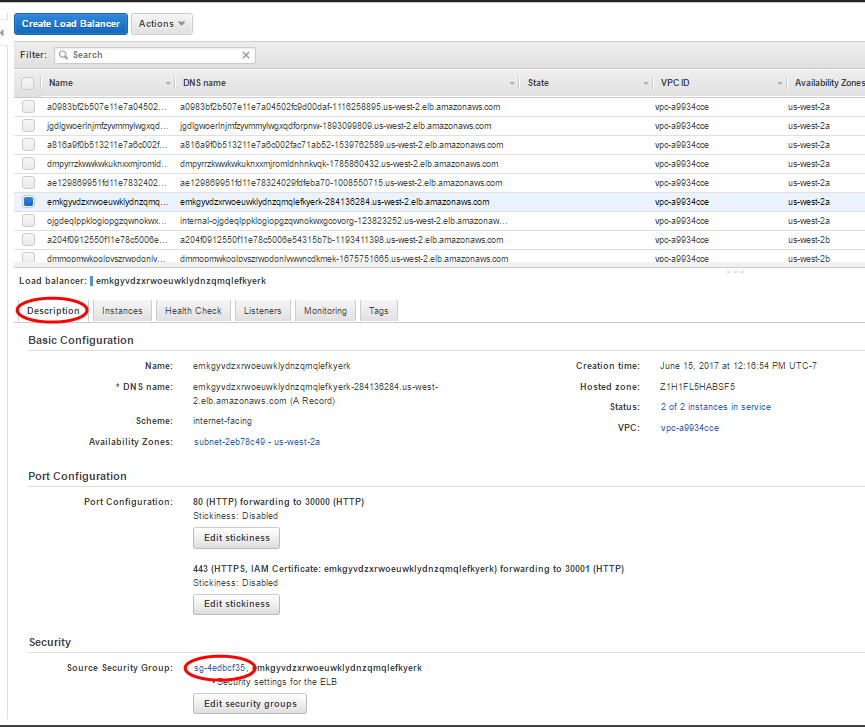 Create Load Balancer Actions
Filter: Search
Name DNS name State VPC ID Availability Zones
a0983bf2b507e11e7a04502... a0983bf2b507e11e7a04502fc9d00daf-1116258895.us-west-2.elb.amazonaws.com vpc-a9934cce us-west-2a
jgdlgwoerlnjmfzyvmmylwgxqd... jgdlgwoerlnjmfzyvmmylwgxqdforpnw-1893099809.us-west-2.elb.amazonaws.com vpc-a9934cce us-west-2a
a816a9f0b513211e7a6c002f... a816a9f0b513211e7a6c002fac71ab52-1539762589.us-west-2.elb.amazonaws.com vpc-a9934cce us-west-2a
dmpyrrzkwwkwkuknxxmjromld... dmpyrrzkwwkwkuknxxmjromldnhnkvqk-1785860432.us-west-2.elb.amazonaws.com vpc-a9934cce us-west-2a
ae129869951fd11e7832402... ae129869951fd11e78324029fdfeba70-1008550715.us-west-2.elb.amazonaws.com vpc-a9934cce us-west-2a
emkgyvdzxrwoeuwklydnzqmq... emkgyvdzxrwoeuwklydnzqmqlefkyerk-284136284.us-west-2.elb.amazonaws.com vpc-a9934cce us-west-2a
ojgdeqlppklogiopgzqwnokwx... internal-ojgdeqlppklogiopgzqwnokwxgcovorg-123823252.us-west-2.elb.amazonaw... vpc-a9934cce us-west-2a
a204f0912550f11e78c5006e... a204f0912550f11e78c5006e54315b7b-1193411398.us-west-2.elb.amazonaws.com vpc-a9934cce us-west-2b
vpc-a9934cce us-west-2b
Load balancer: emkgyvdzxrwoeuwklydnzqmqlefkyerk
Description Instances Health Check Listeners Monitoring Tags
Basic Configuration
Name: emkgyvdzxrwoeuwklydnzqmqlefkyerk Creation time: June 15, 2017 at 12:16:54 PM UTC-7
* DNS name: emkgyvdzxrwoeuwklydnzqmqlefkyerk-284136284.us-west- Hosted zone: Z1H1FL5HABSF5
2.elb.amazonaws.com (A Record)
Status: 2 of 2 instances in service
Scheme: internet-facing
VPC: vpc-a9934cce
Availability Zones: subnet-2eb78c49 - us-west-2a
Port Configuration
Port Configuration: 80 (HTTP) forwarding to 30000 (HTTP)
Stickiness: Disabled
Edit stickiness
443 (HTTPS, IAM Certificate: emkgyvdzxrwoeuwklydnzqmqlefkyerk) forwarding to 30001 (HTTP)
Stickiness: Disabled
Edit stickiness
Security
Source Security Group: sg-4edbcf35, emkgyvdzxrwoeuwklydnzqmqlefkyerk
• Security settings for the ELB
Edit security groups